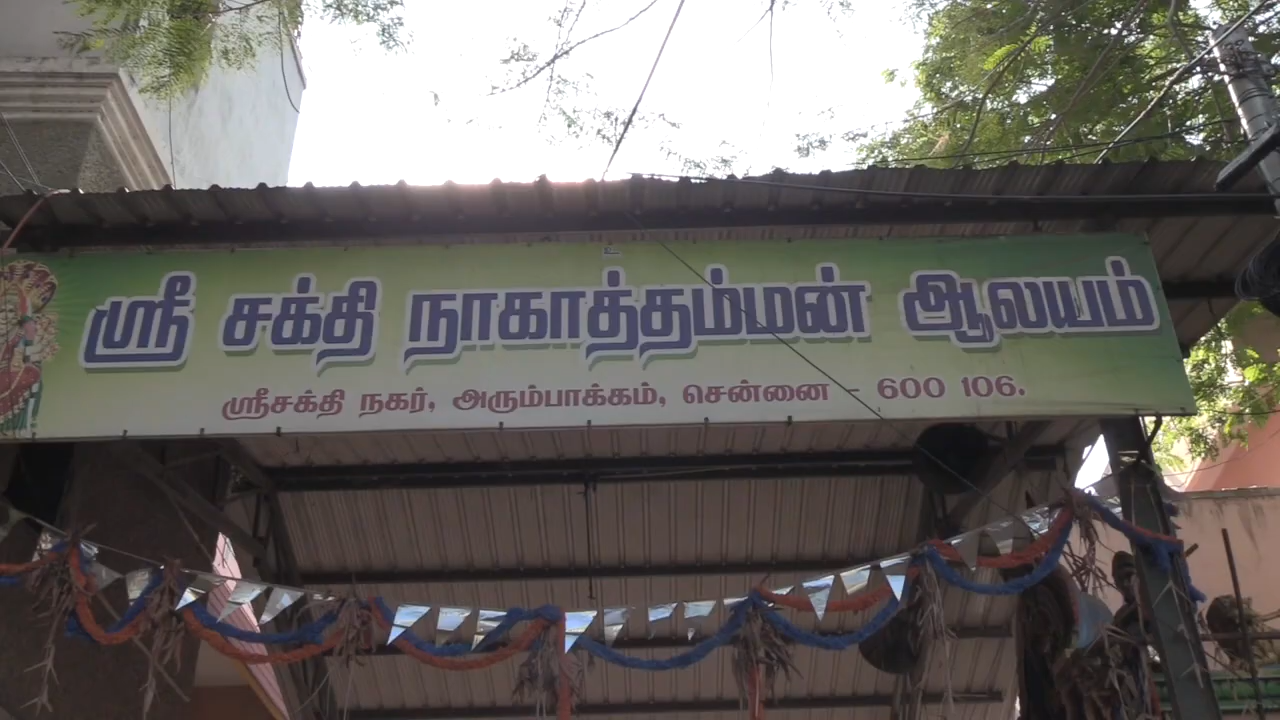 ஸ்ரீ சக்தி நாகாத்தம்மன் ஆலயம்
ஸ்ரீசக்தி நகர், அரும்பாக்கம், சென்னை - 600 106.